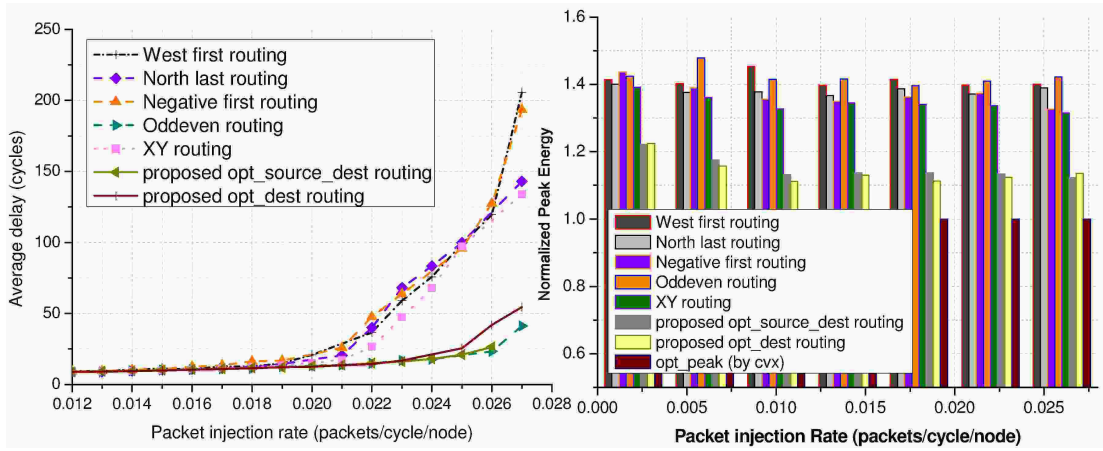 250
200
150
100
50
0
Average delay (cycles)
West first routing
North last routing
Negative first routing
Oddeven routing
XY routing
proposed opt_source_dest routing
proposed opt_dest routing
0.012 0.014 0.016 0.018 0.020 0.022 0.024 0.026 0.028
Packet injection rate (packets/cycle/node)
1.6
1.4
1.2
1.0
0.8
0.6
Normalized Peak Energy
West first routing
North last routing
Negative first routing
Oddeven routing
XY routing
proposed opt_source_dest routing
proposed opt_dest routing
opt_peak (by cvx)
0.000 0.005 0.010 0.015 0.020 0.025
Packet injection Rate (packets/cycle/node)